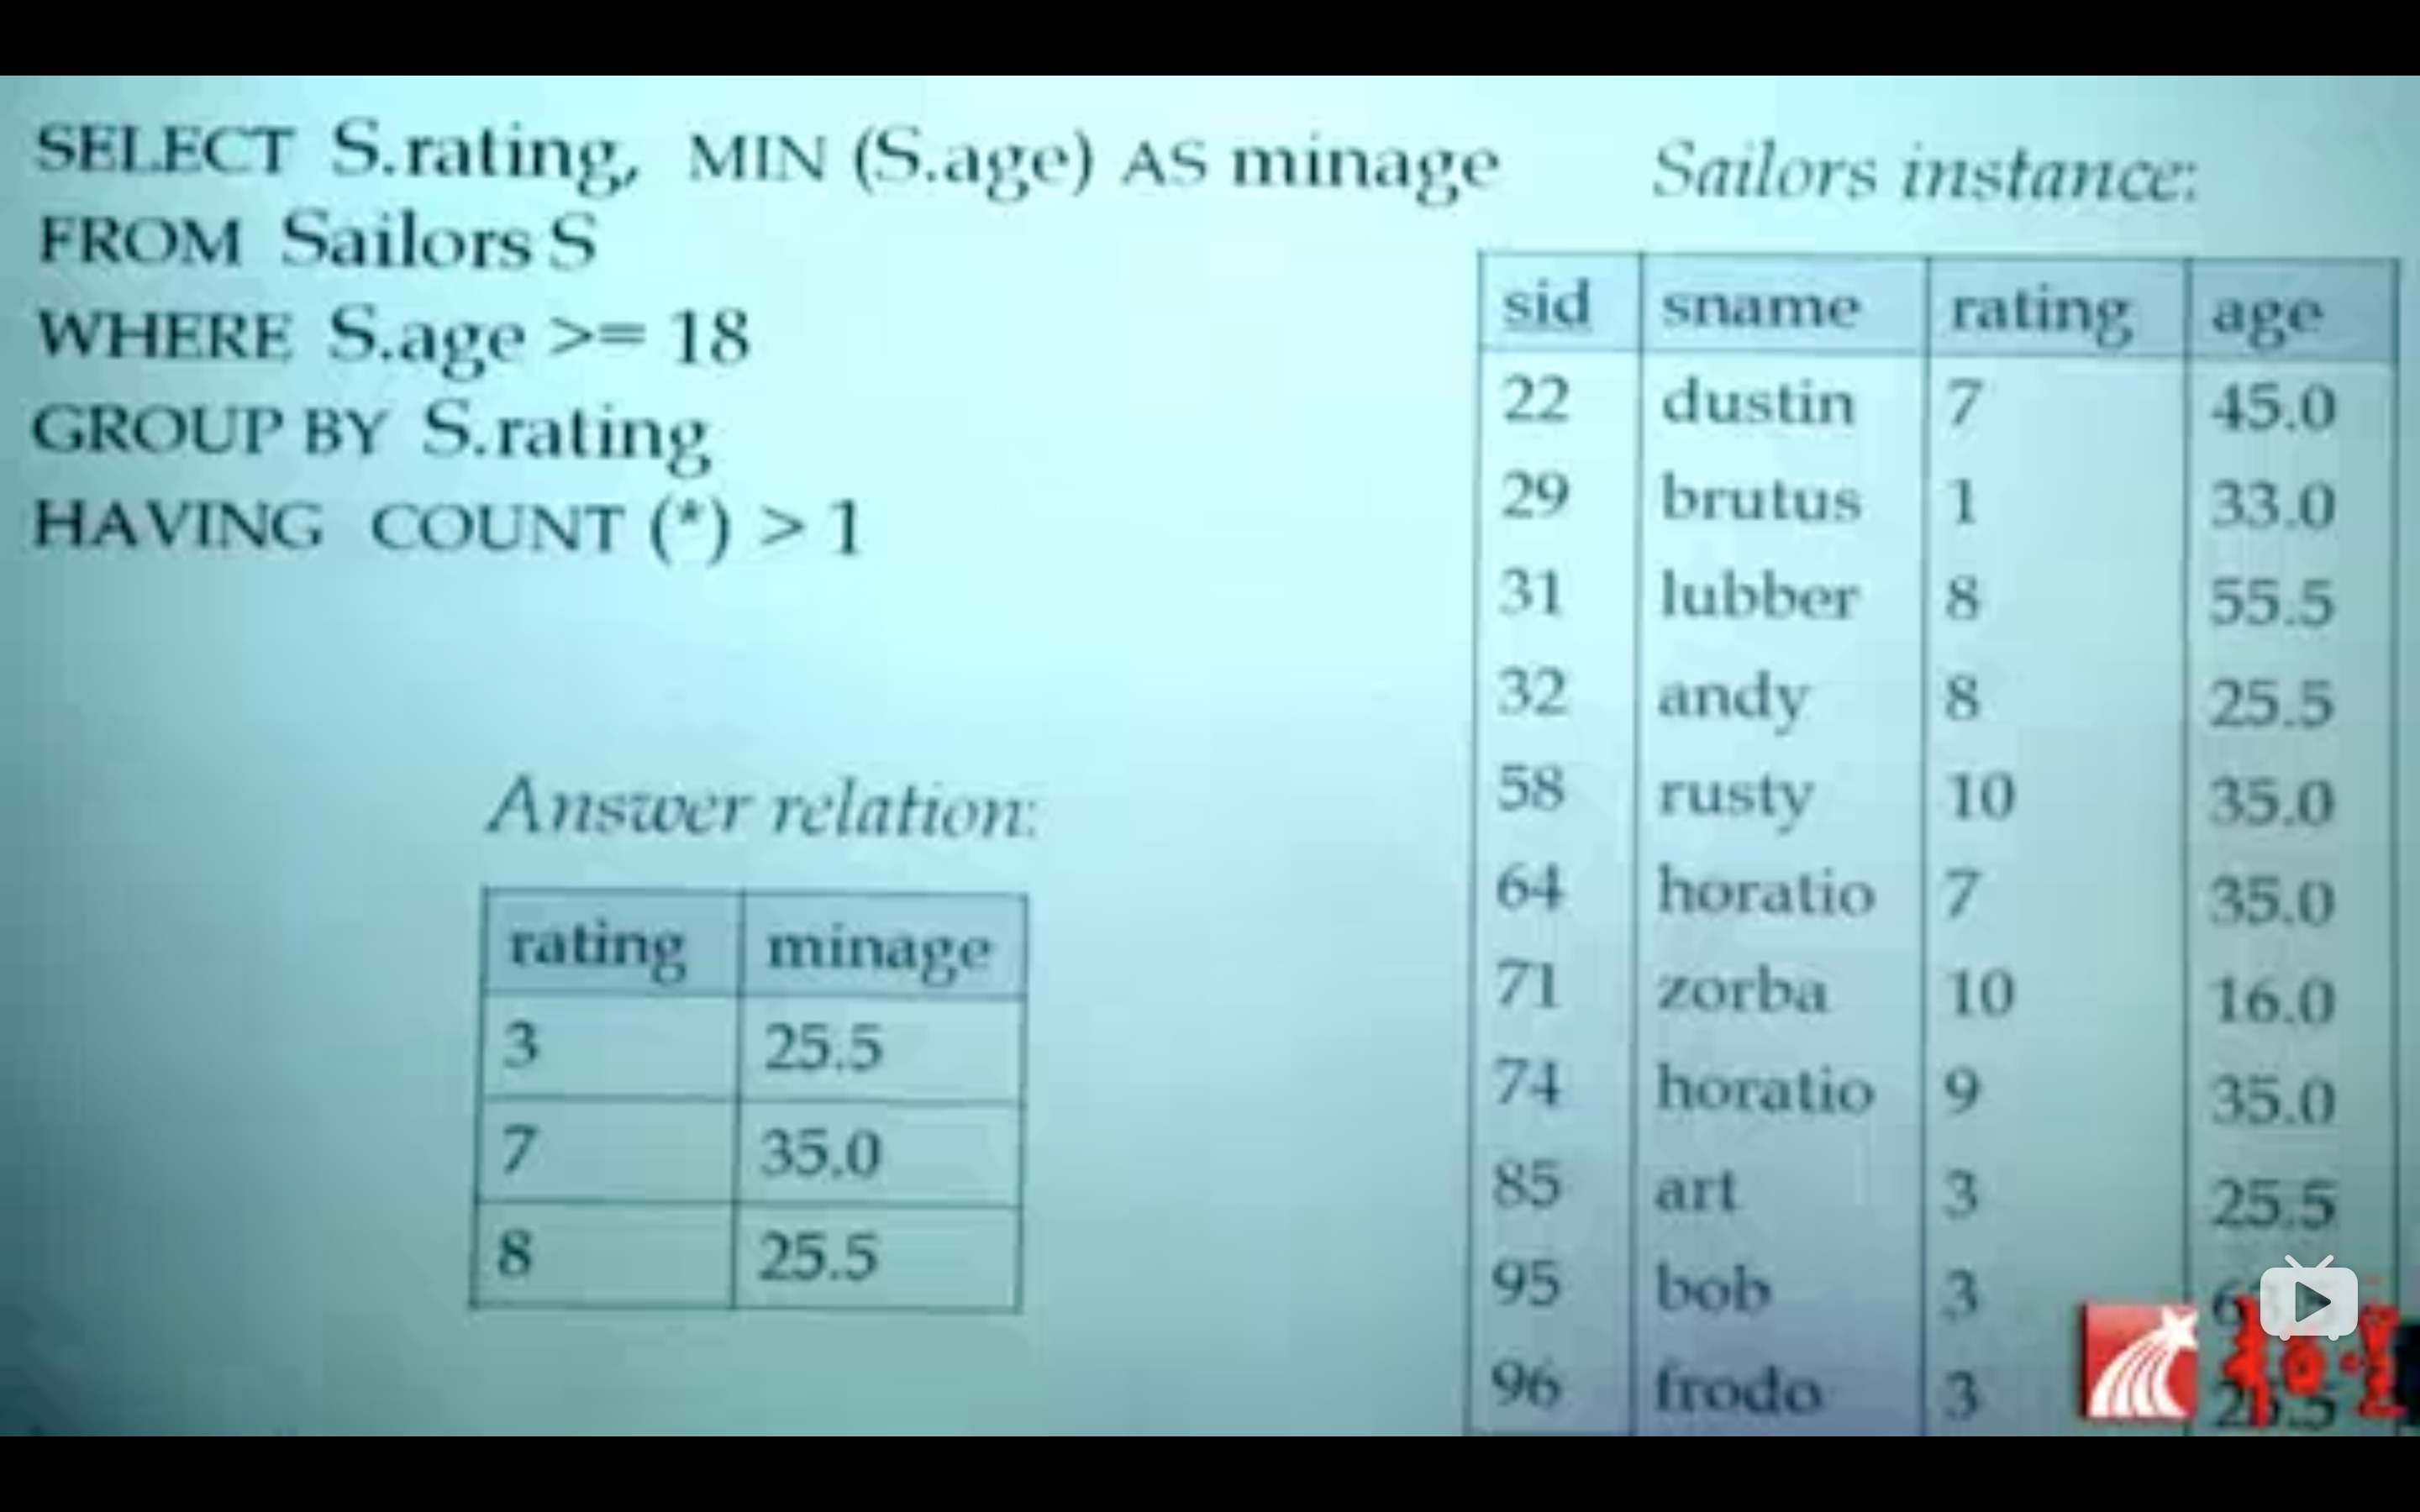 SELECT S.rating, MIN (S.age) AS minage
FROM Sailors S
WHERE S.age >= 18
GROUP BY S.rating
HAVING COUNT (*) > 1
Answer relation:
rating minage
3 25.5
7 35.0
8 25.5
Sailors instance:
sid sname rating age
22 dustin 7 45.0
29 brutus 1 33.0
31 lubber 8 55.5
32 andy 8 25.5
58 rusty 10 35.0
64 horatio 7 35.0
71 zorba 10 16.0
74 horatio 9 35.0
85 art 3 25.5
95 bob 3
96 frodo 3